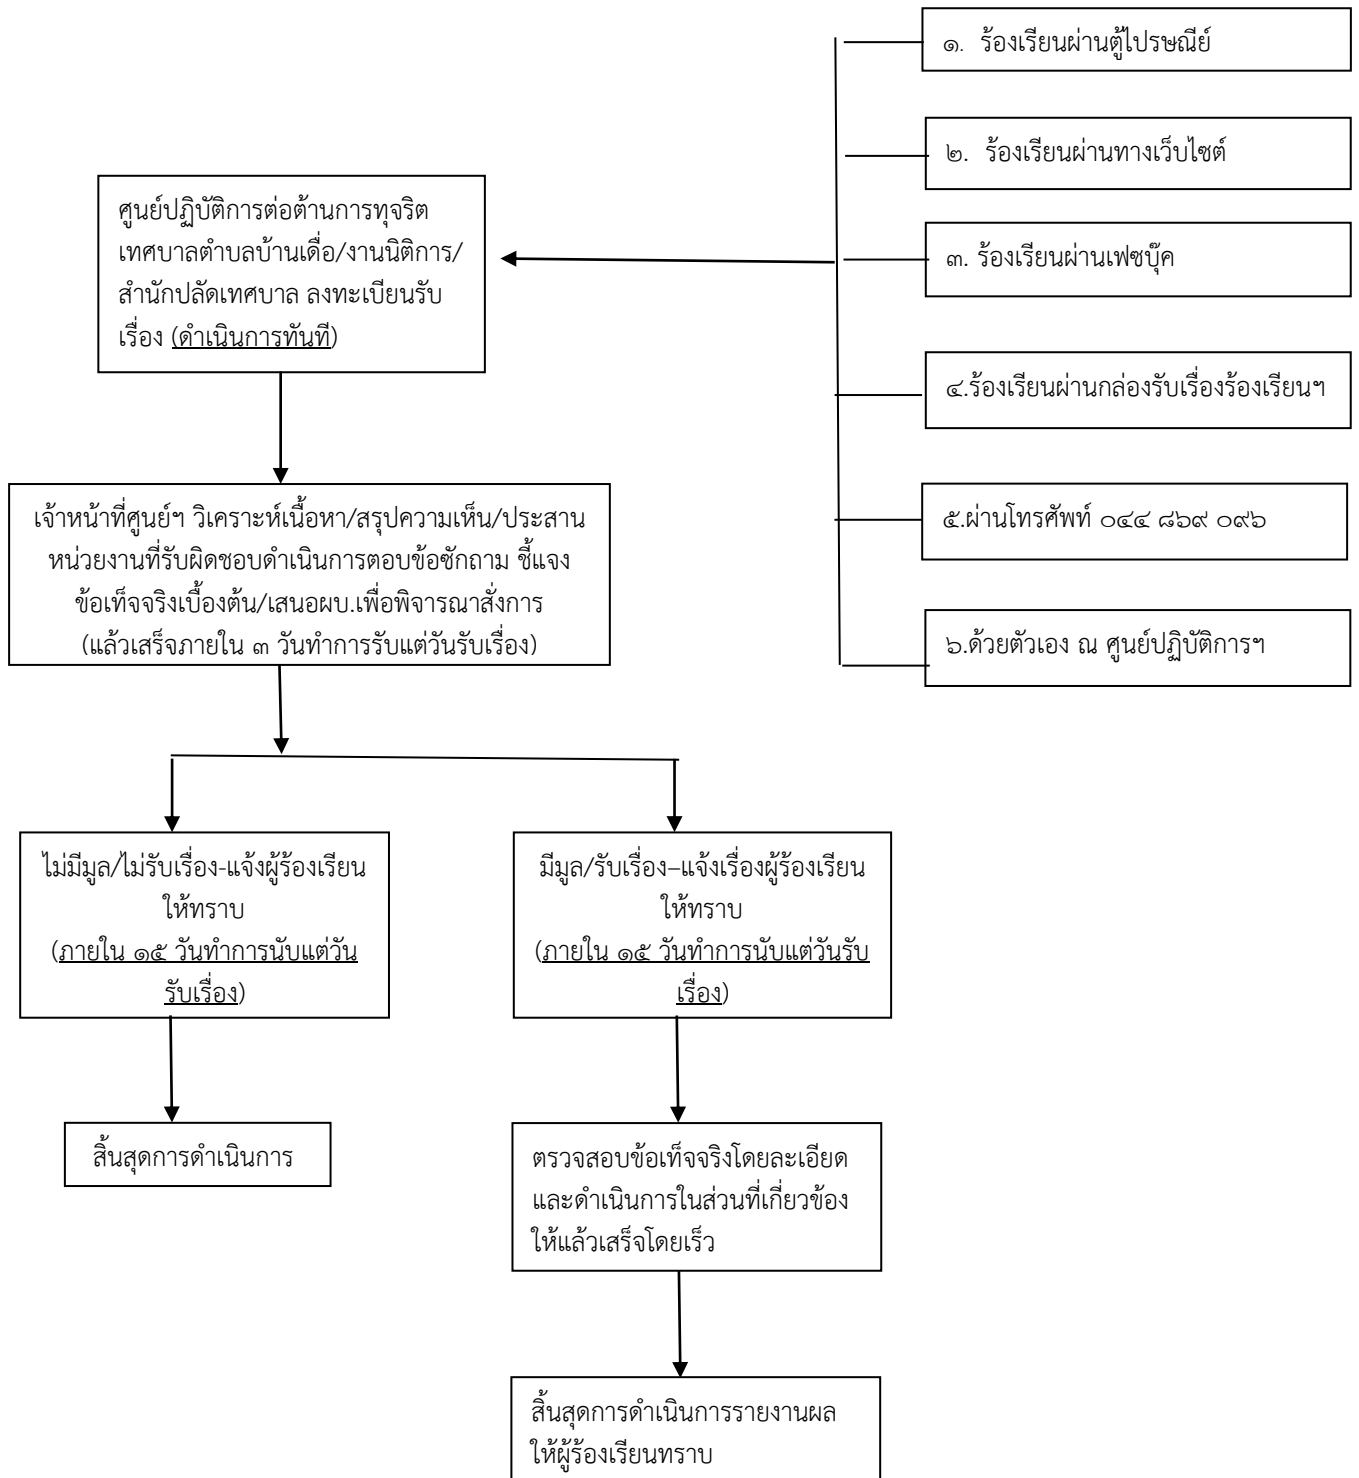 ๑. ร้องเรียนผ่านตู้ไปรษณีย์
๒. ร้องเรียนผ่านทางเว็บไซต์
๓. ร้องเรียนผ่านเฟซบุ๊ค
๔.ร้องเรียนผ่านกล่องรับเรื่องร้องเรียนฯ
๕.ผ่านโทรศัพท์ ๐๔๔ ๘๖๙ ๐๙๖
๖.ด้วยตัวเอง ณ ศูนย์ปฏิบัติการฯ
ศูนย์ปฏิบัติการต่อต้านการทุจริต
เทศบาลตำบลบ้านเดื่อ/งานนิติการ/
สำนักปลัดเทศบาล ลงทะเบียนรับ
เรื่อง (ดำเนินการทันที)
เจ้าหน้าที่ศูนย์ฯ วิเคราะห์เนื้อหา/สรุปความเห็น/ประสาน
หน่วยงานที่รับผิดชอบดำเนินการตอบข้อซักถาม ชี้แจง
ข้อเท็จจริงเบื้องต้น/เสนอผบ.เพื่อพิจารณาสั่งการ
(แล้วเสร็จภายใน ๓ วันทำการรับแต่วันรับเรื่อง)
ไม่มีมูล/ไม่รับเรื่อง-แจ้งผู้ร้องเรียน
ให้ทราบ
(ภายใน ๑๕ วันทำการนับแต่วัน
รับเรื่อง)
มีมูล/รับเรื่อง–แจ้งเรื่องผู้ร้องเรียน
ให้ทราบ
(ภายใน ๑๕ วันทำการนับแต่วันรับ
เรื่อง)
สิ้นสุดการดำเนินการ
ตรวจสอบข้อเท็จจริงโดยละเอียด
และดำเนินการในส่วนที่เกี่ยวข้อง
ให้แล้วเสร็จโดยเร็ว
สิ้นสุดการดำเนินการรายงานผล
ให้ผู้ร้องเรียนทราบ